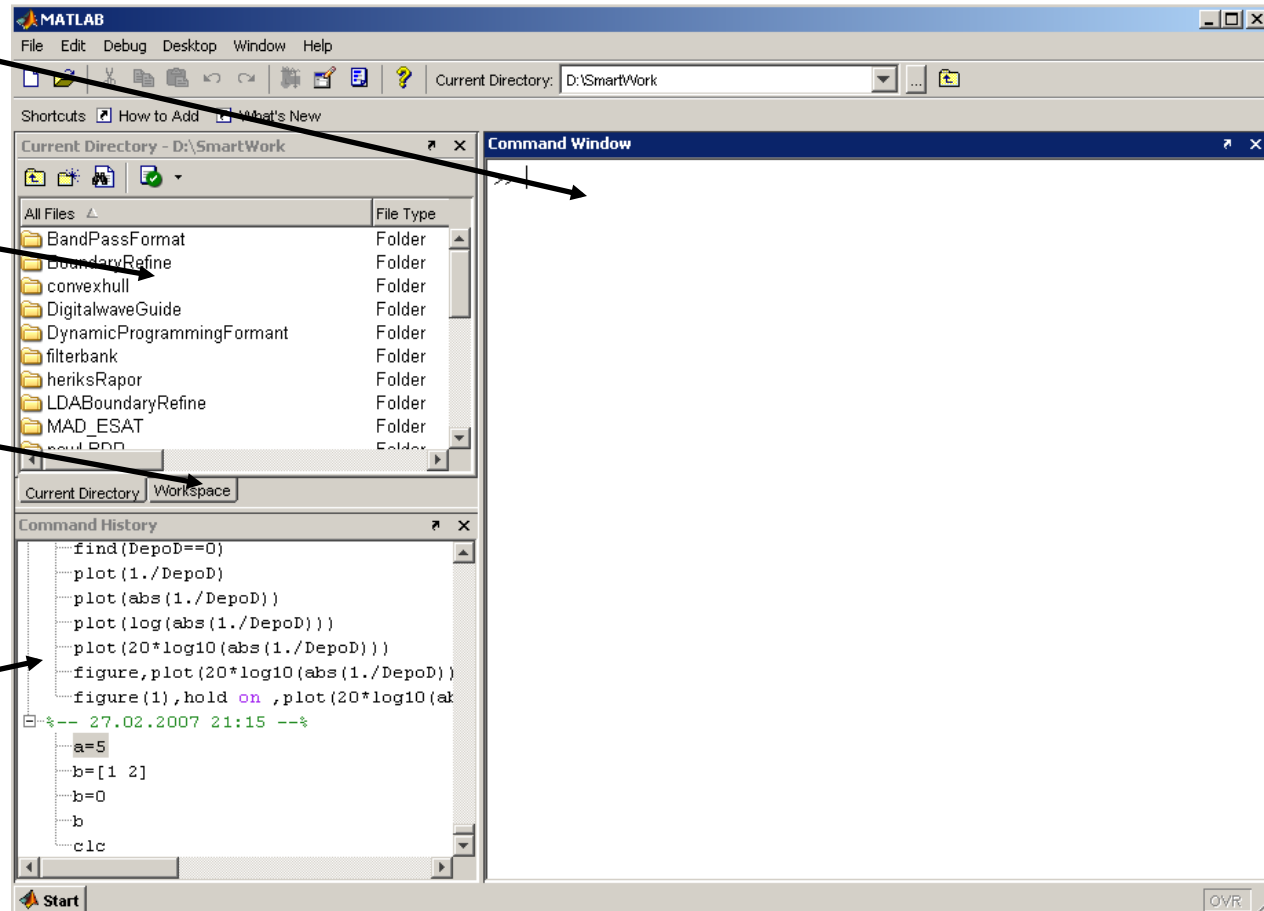 MATLAB
File Edit Debug Desktop Window Help
Current Directory: D:\SmartWork ...
Shortcuts How to Add What's New
Current Directory - D:\SmartWork
All Files File Type
BandPassFormat Folder
BoundaryRefine Folder
convexhull Folder
DigitalwaveGuide Folder
DynamicProgrammingFormant Folder
filterbank Folder
heriksRapor Folder
LDABoundaryRefine Folder
MAD_ESAT Folder
Folder
Current Directory Workspace
Command History
find(DepoD==0)
plot(1./DepoD)
plot(abs(1./DepoD))
plot(log(abs(1./DepoD)))
plot(20*log10(abs(1./DepoD)))
figure,plot(20*log10(abs(1./DepoD))
figure(1),hold on ,plot(20*log10(ab
%-- 27.02.2007 21:15 --%
a=5
b=[1 2]
b=0
b
clc
Command Window
>>
Start
OVR